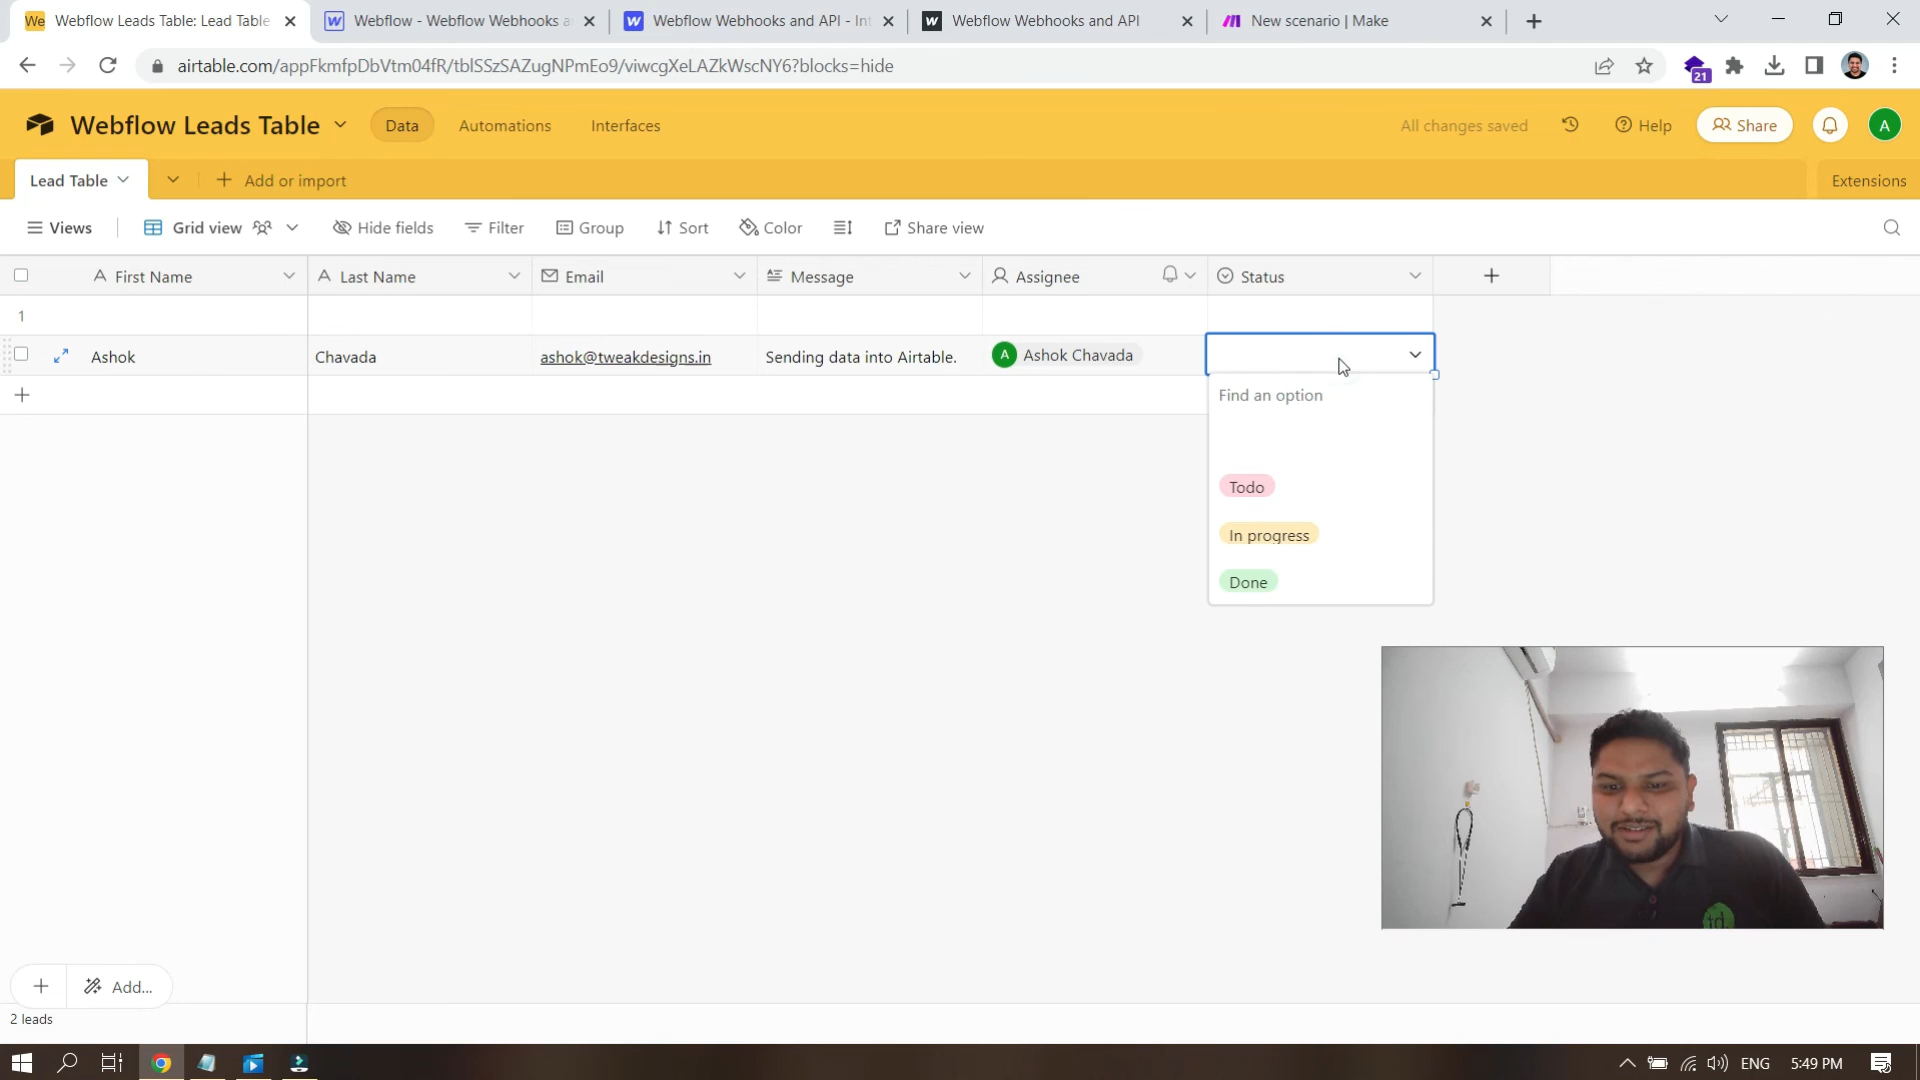 We Webflow Leads Table: Lead Table
Webflow - Webflow Webhooks a
Webflow Webhooks and API - Int
Webflow Webhooks and API
New scenario | Make
airtable.com/appFkmfpDbVtm04fR/tblSSzSAZugNPmEo9/viwcgXeLAZkWscNY6?blocks=hide
21
Webflow Leads Table
Data
Automations
Interfaces
All changes saved
Help
Share
A
Lead Table
Add or import
Extensions
Views
Grid view
Hide fields
Filter
Group
Sort
Color
Share view
First Name
Last Name
Email
Message
Assignee
Status
1
Ashok
Chavada
ashok@tweakdesigns.in
Sending data into Airtable.
A Ashok Chavada
Find an option
Todo
In progress
Done
td
Add...
2 leads
ENG
5:49 PM